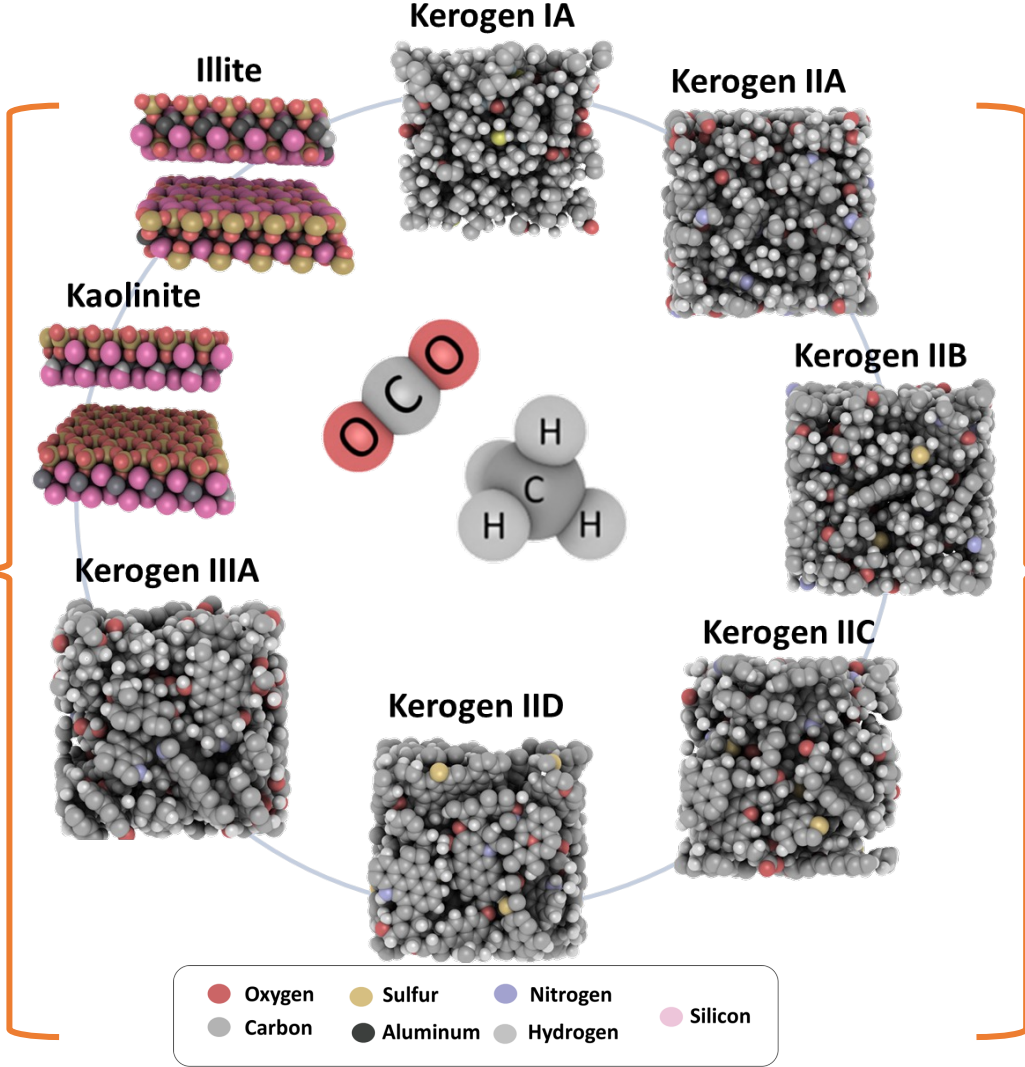 Kerogen IA
Illite
Kerogen IIA
Kaolinite
Kerogen IIB
O
C
O
H
C
H
H
Kerogen IIIA
Kerogen IIC
Kerogen IID
Oxygen
Sulfur
Nitrogen
Silicon
Carbon
Aluminum
Hydrogen